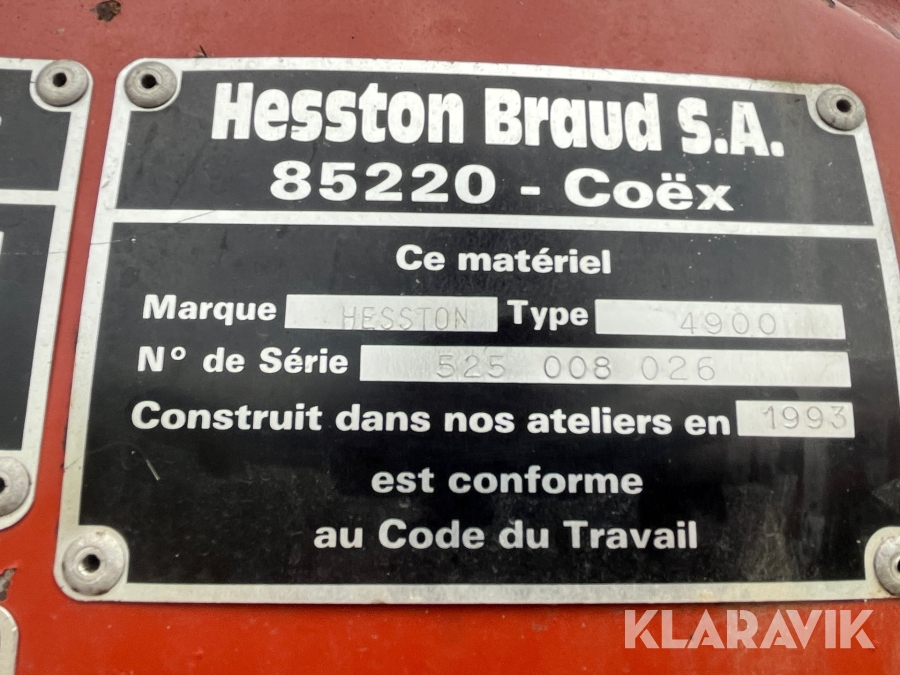 Hesston Braud S.A.
85220 - Coëx
Ce matériel
Marque HESSTON Type 4900
N° de Série 525 008 026
Construit dans nos ateliers en 1993
est conforme
au Code du Travail
KLARAVIK